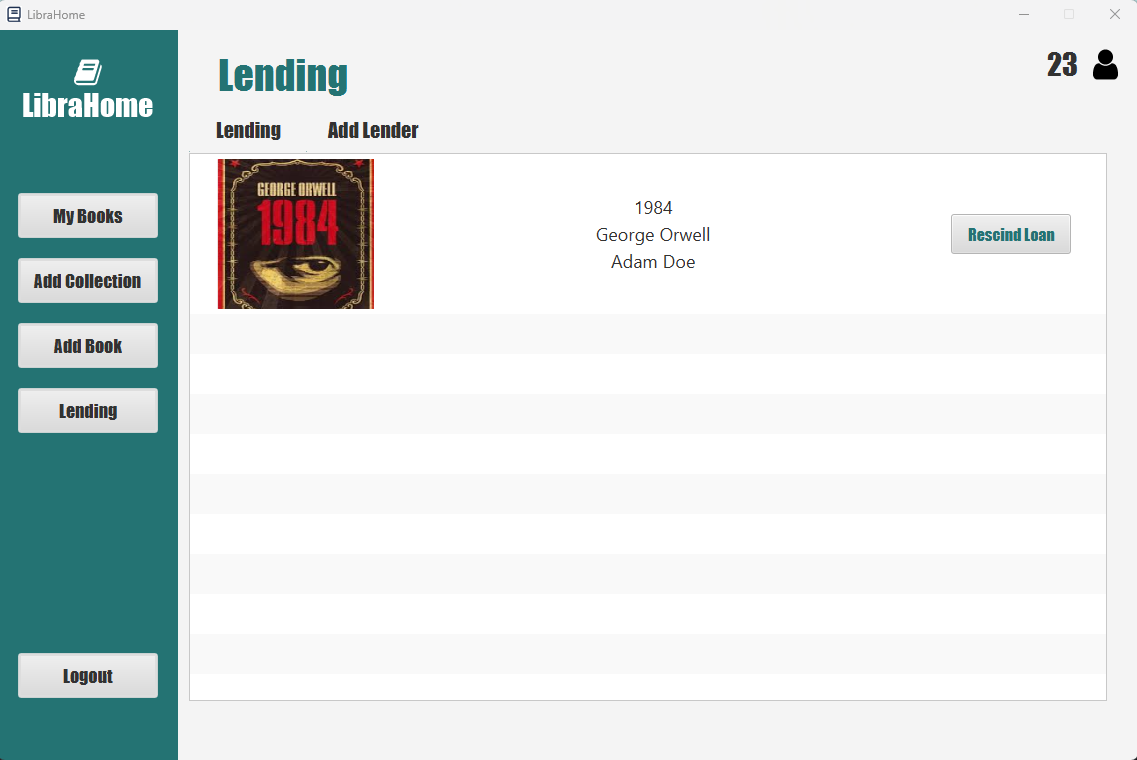 LibraHome
LibraHome
Lending
23
Lending
Add Lender
My Books
Add Collection
Add Book
Lending
Logout
GEORGE ORWELL
1984
1984
George Orwell
Adam Doe
Rescind Loan